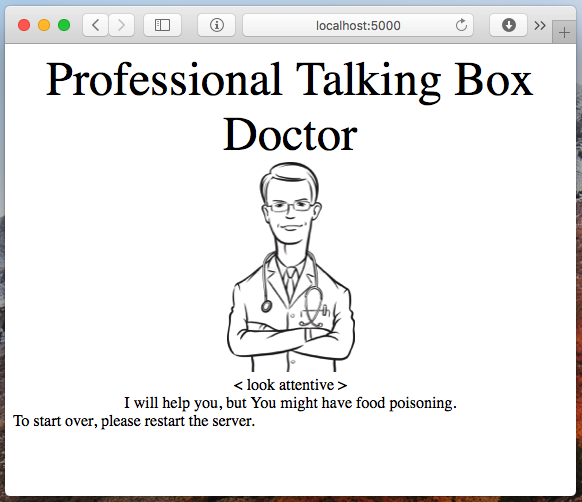 localhost:5000
Professional Talking Box
Doctor
< look attentive >
I will help you, but You might have food poisoning.
To start over, please restart the server.